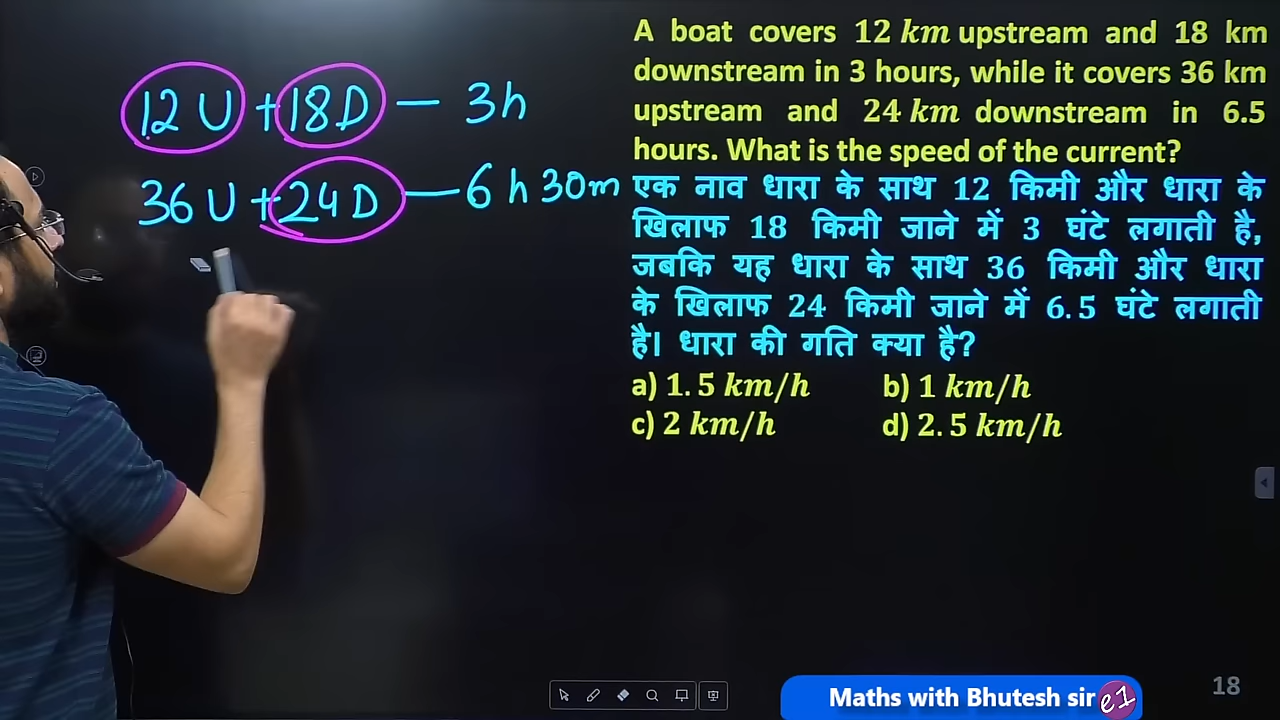 12 U + 18 D — 3h
36 U + 24 D — 6 h 30m
A boat covers 12 km upstream and 18 km
downstream in 3 hours, while it covers 36 km
upstream and 24 km downstream in 6.5
hours. What is the speed of the current?
एक नाव धारा के साथ 12 किमी और धारा के
खिलाफ 18 किमी जाने में 3 घंटे लगाती है,
जबकि यह धारा के साथ 36 किमी और धारा
के खिलाफ 24 किमी जाने में 6.5 घंटे लगाती
है। धारा की गति क्या है?
a) 1.5 km/h b) 1 km/h
c) 2 km/h d) 2.5 km/h
Maths with Bhutesh sir e1
18